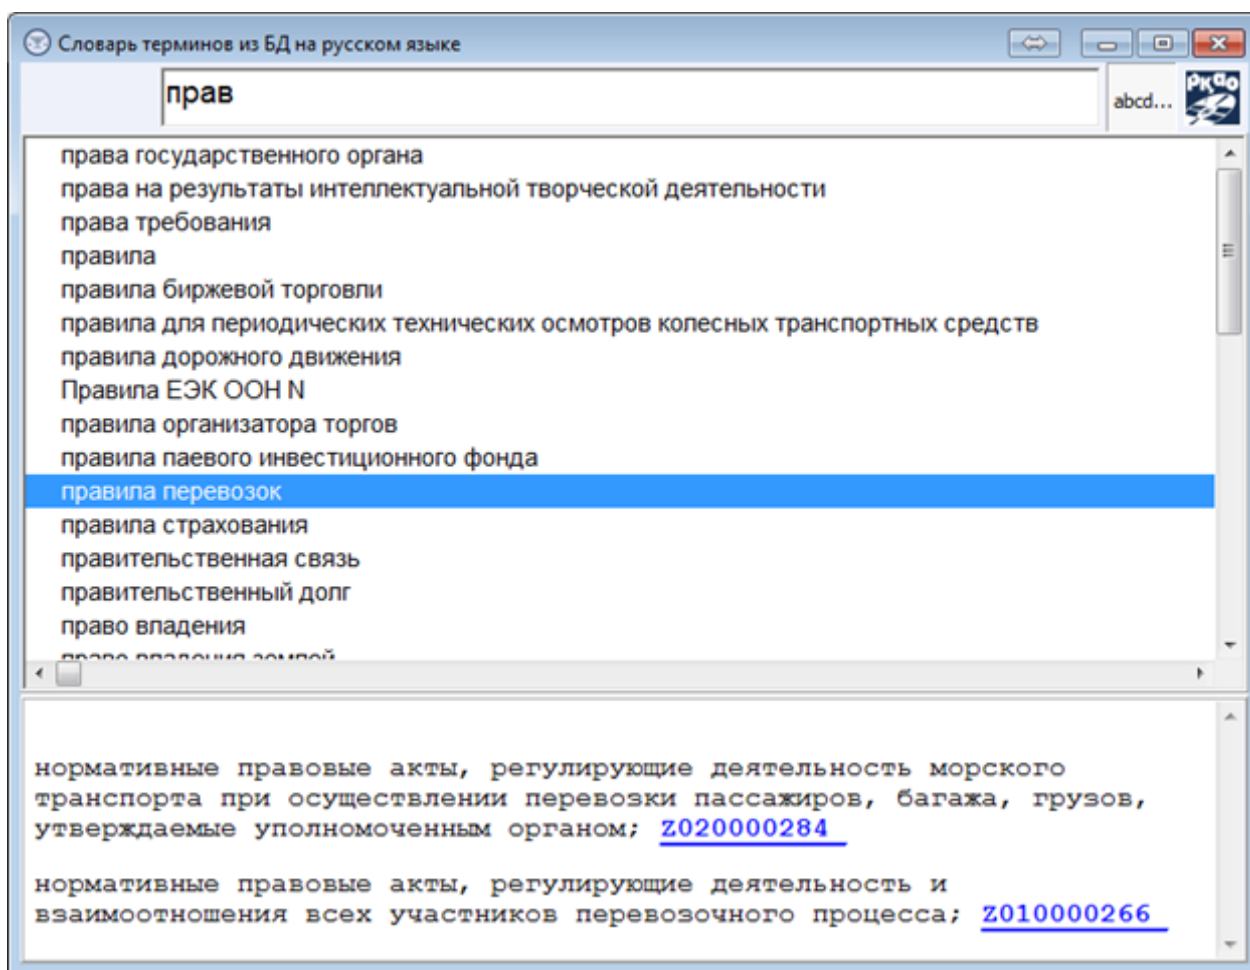 Словарь терминов из БД на русском языке
прав
abcd...
РКАО
права государственного органа
права на результаты интеллектуальной творческой деятельности
права требования
правила
правила биржевой торговли
правила для периодических технических осмотров колесных транспортных средств
правила дорожного движения
Правила ЕЭК ООН N
правила организатора торгов
правила паевого инвестиционного фонда
правила перевозок
правила страхования
правительственная связь
правительственный долг
право владения
право владения землей
нормативные правовые акты, регулирующие деятельность морского
транспорта при осуществлении перевозки пассажиров, багажа, грузов,
утверждаемые уполномоченным органом; Z020000284
нормативные правовые акты, регулирующие деятельность и
взаимоотношения всех участников перевозочного процесса; Z010000266